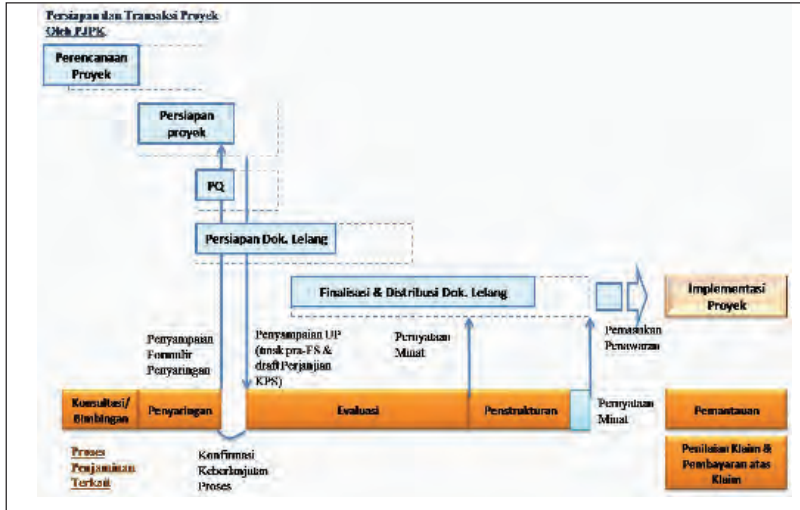 Persiapan dan Transaksi Proyek
Oleh PJPK
Perencanaan
Proyek
Persiapan
proyek
PQ
Persiapan Dok. Lelang
Finalisasi & Distribusi Dok. Lelang
Implementasi
Proyek
Penyampaian
Formulir
Penyaringan
Penyampaian UP
(tmsk pra-FS &
draft Perjanjian
KPS)
Pernyataan
Minat
Pemasukan
Penawaran
Konsultasi/
Bimbingan
Penyaringan
Evaluasi
Penstrukturan
Pernyataan
Minat
Pemantauan
Proses
Penjaminan
Terkait
Konfirmasi
Keberlanjutan
Proses
Penilaian Klaim &
Pembayaran atas
Klaim